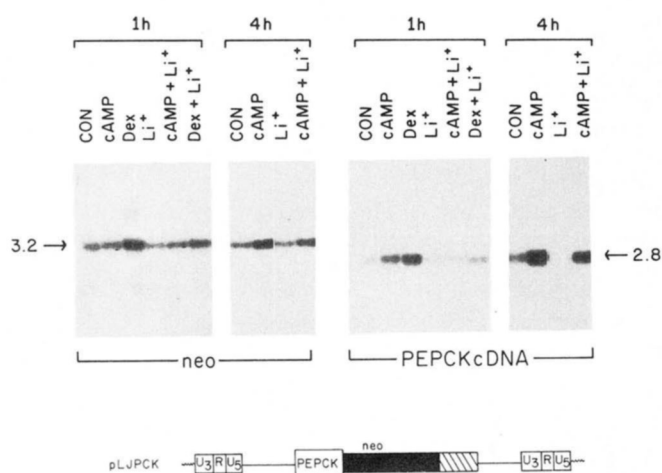 1h 4h 1h 4h
CON cAMP Dex Li⁺ cAMP + Li⁺ Dex + Li⁺ CON cAMP Li⁺ cAMP + Li⁺ CON cAMP Dex Li⁺ cAMP + Li⁺ Dex + Li⁺ CON cAMP Li⁺ cAMP + Li⁺
3.2 → ← 2.8
neo PEPCKcDNA
neo
pLJPCK U₃ R U₅ PEPCK U₃ R U₅